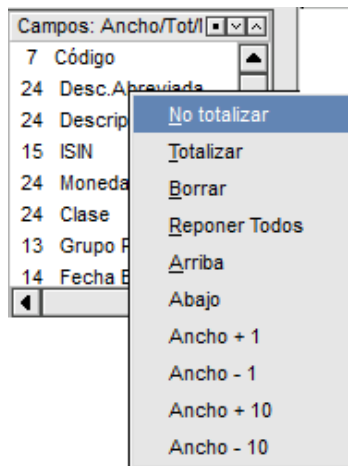 Campos: Ancho/Tot/
7 Código
24 Desc.Abreviada
24 Descrip
15 ISIN
24 Moneda
24 Clase
13 Grupo
14 Fecha
No totalizar
Totalizar
Borrar
Reponer Todos
Arriba
Abajo
Ancho + 1
Ancho - 1
Ancho + 10
Ancho - 10